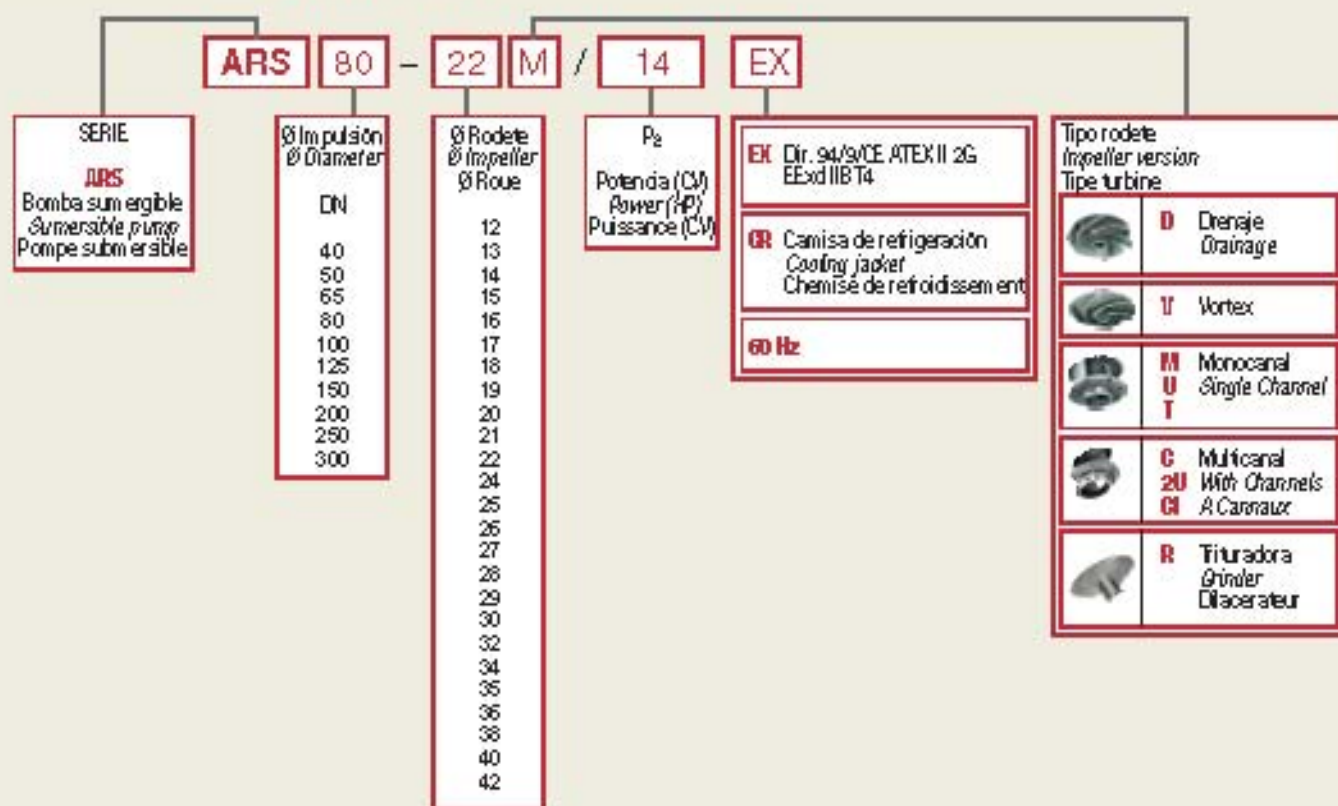 ARS 80 – 22 M / 14 EX
SERIE
ARS
Bomba sumergible
Sumersible pump
Pompe submersible
Ø Impulsión
Ø Diameter
DN
40
50
65
80
100
125
150
200
250
300
Ø Rodete
Ø Impeller
Ø Roue
12
13
14
15
16
17
18
19
20
21
22
24
25
26
27
28
29
30
32
34
35
36
38
40
42
P2
Potencia (CV)
Power (HP)
Puissance (CV)
EX Dir. 94/9/CE ATEX II 2G
EExd IIB T4
CR Camisa de refrigeración
Cooling jacket
Chemise de refroidissement
60 Hz
Tipo rodete
Impeller version
Tipe turbine
D Drenaje
Drainage
V Vortex
M Monocanal
U Single Channel
T
C Multicanal
2U With Channels
CI A Cannaux
R Trituradora
Grinder
Dilacerateur